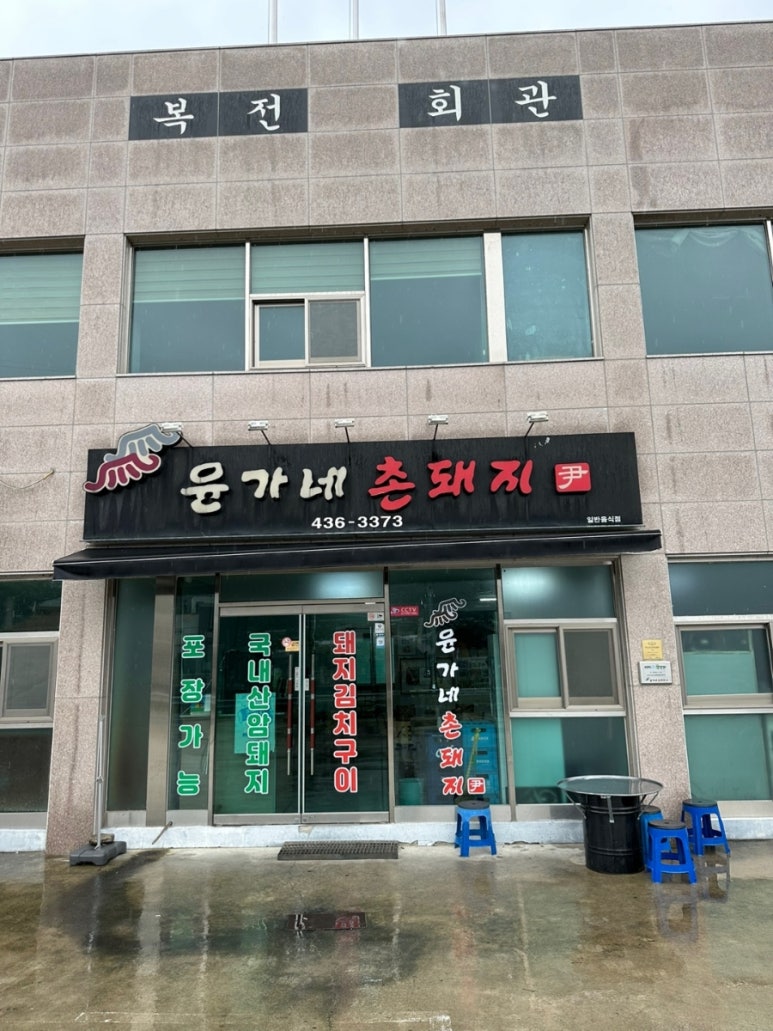 복전 회관
윤가네 촌돼지 尹
436-3373
일반음식점
포장가능
국내산암돼지
돼지김치구이
윤가네촌돼지 尹